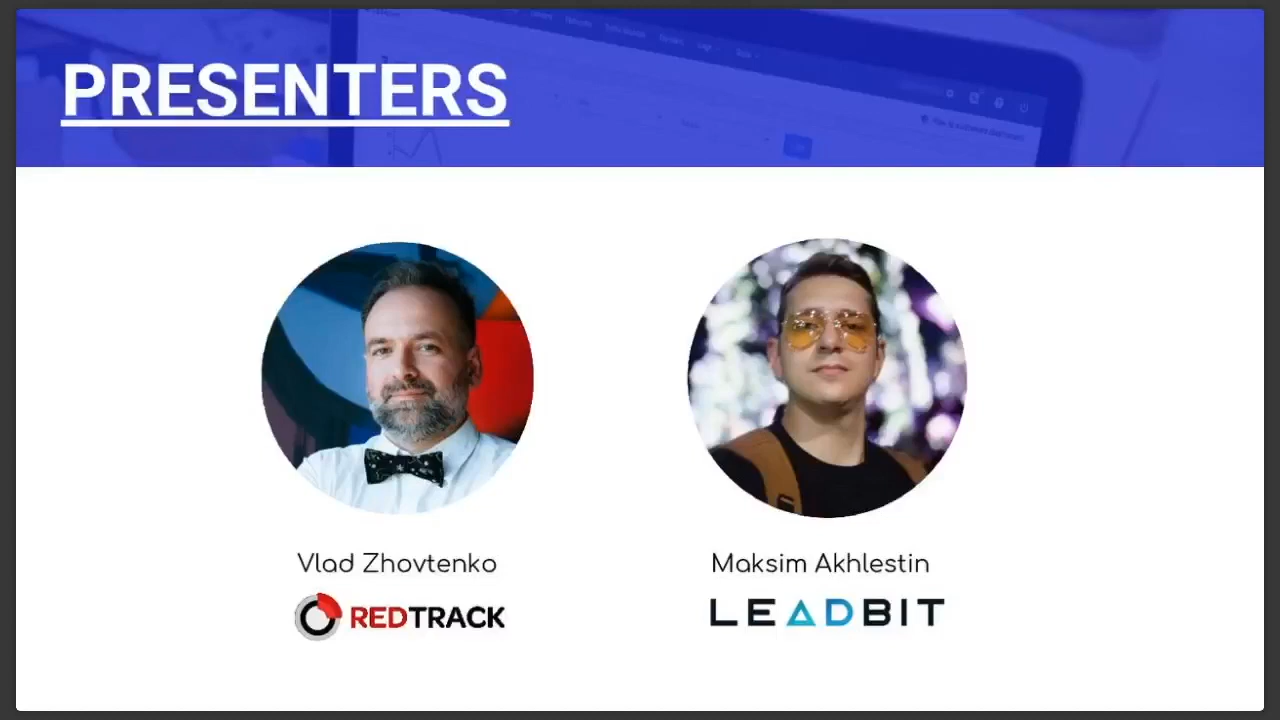 PRESENTERS
Vlad Zhovtenko
Maksim Akhlestin
REDTRACK
LEADBIT